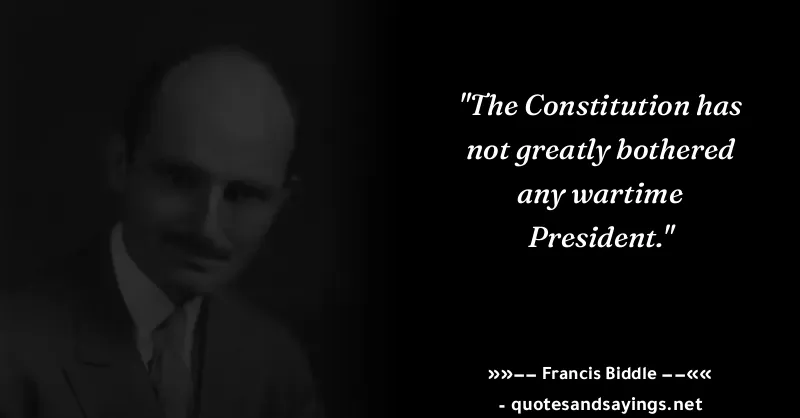 "The Constitution has
not greatly bothered
any wartime
President."
»»–– Francis Biddle ––««
- quotesandsayings.net